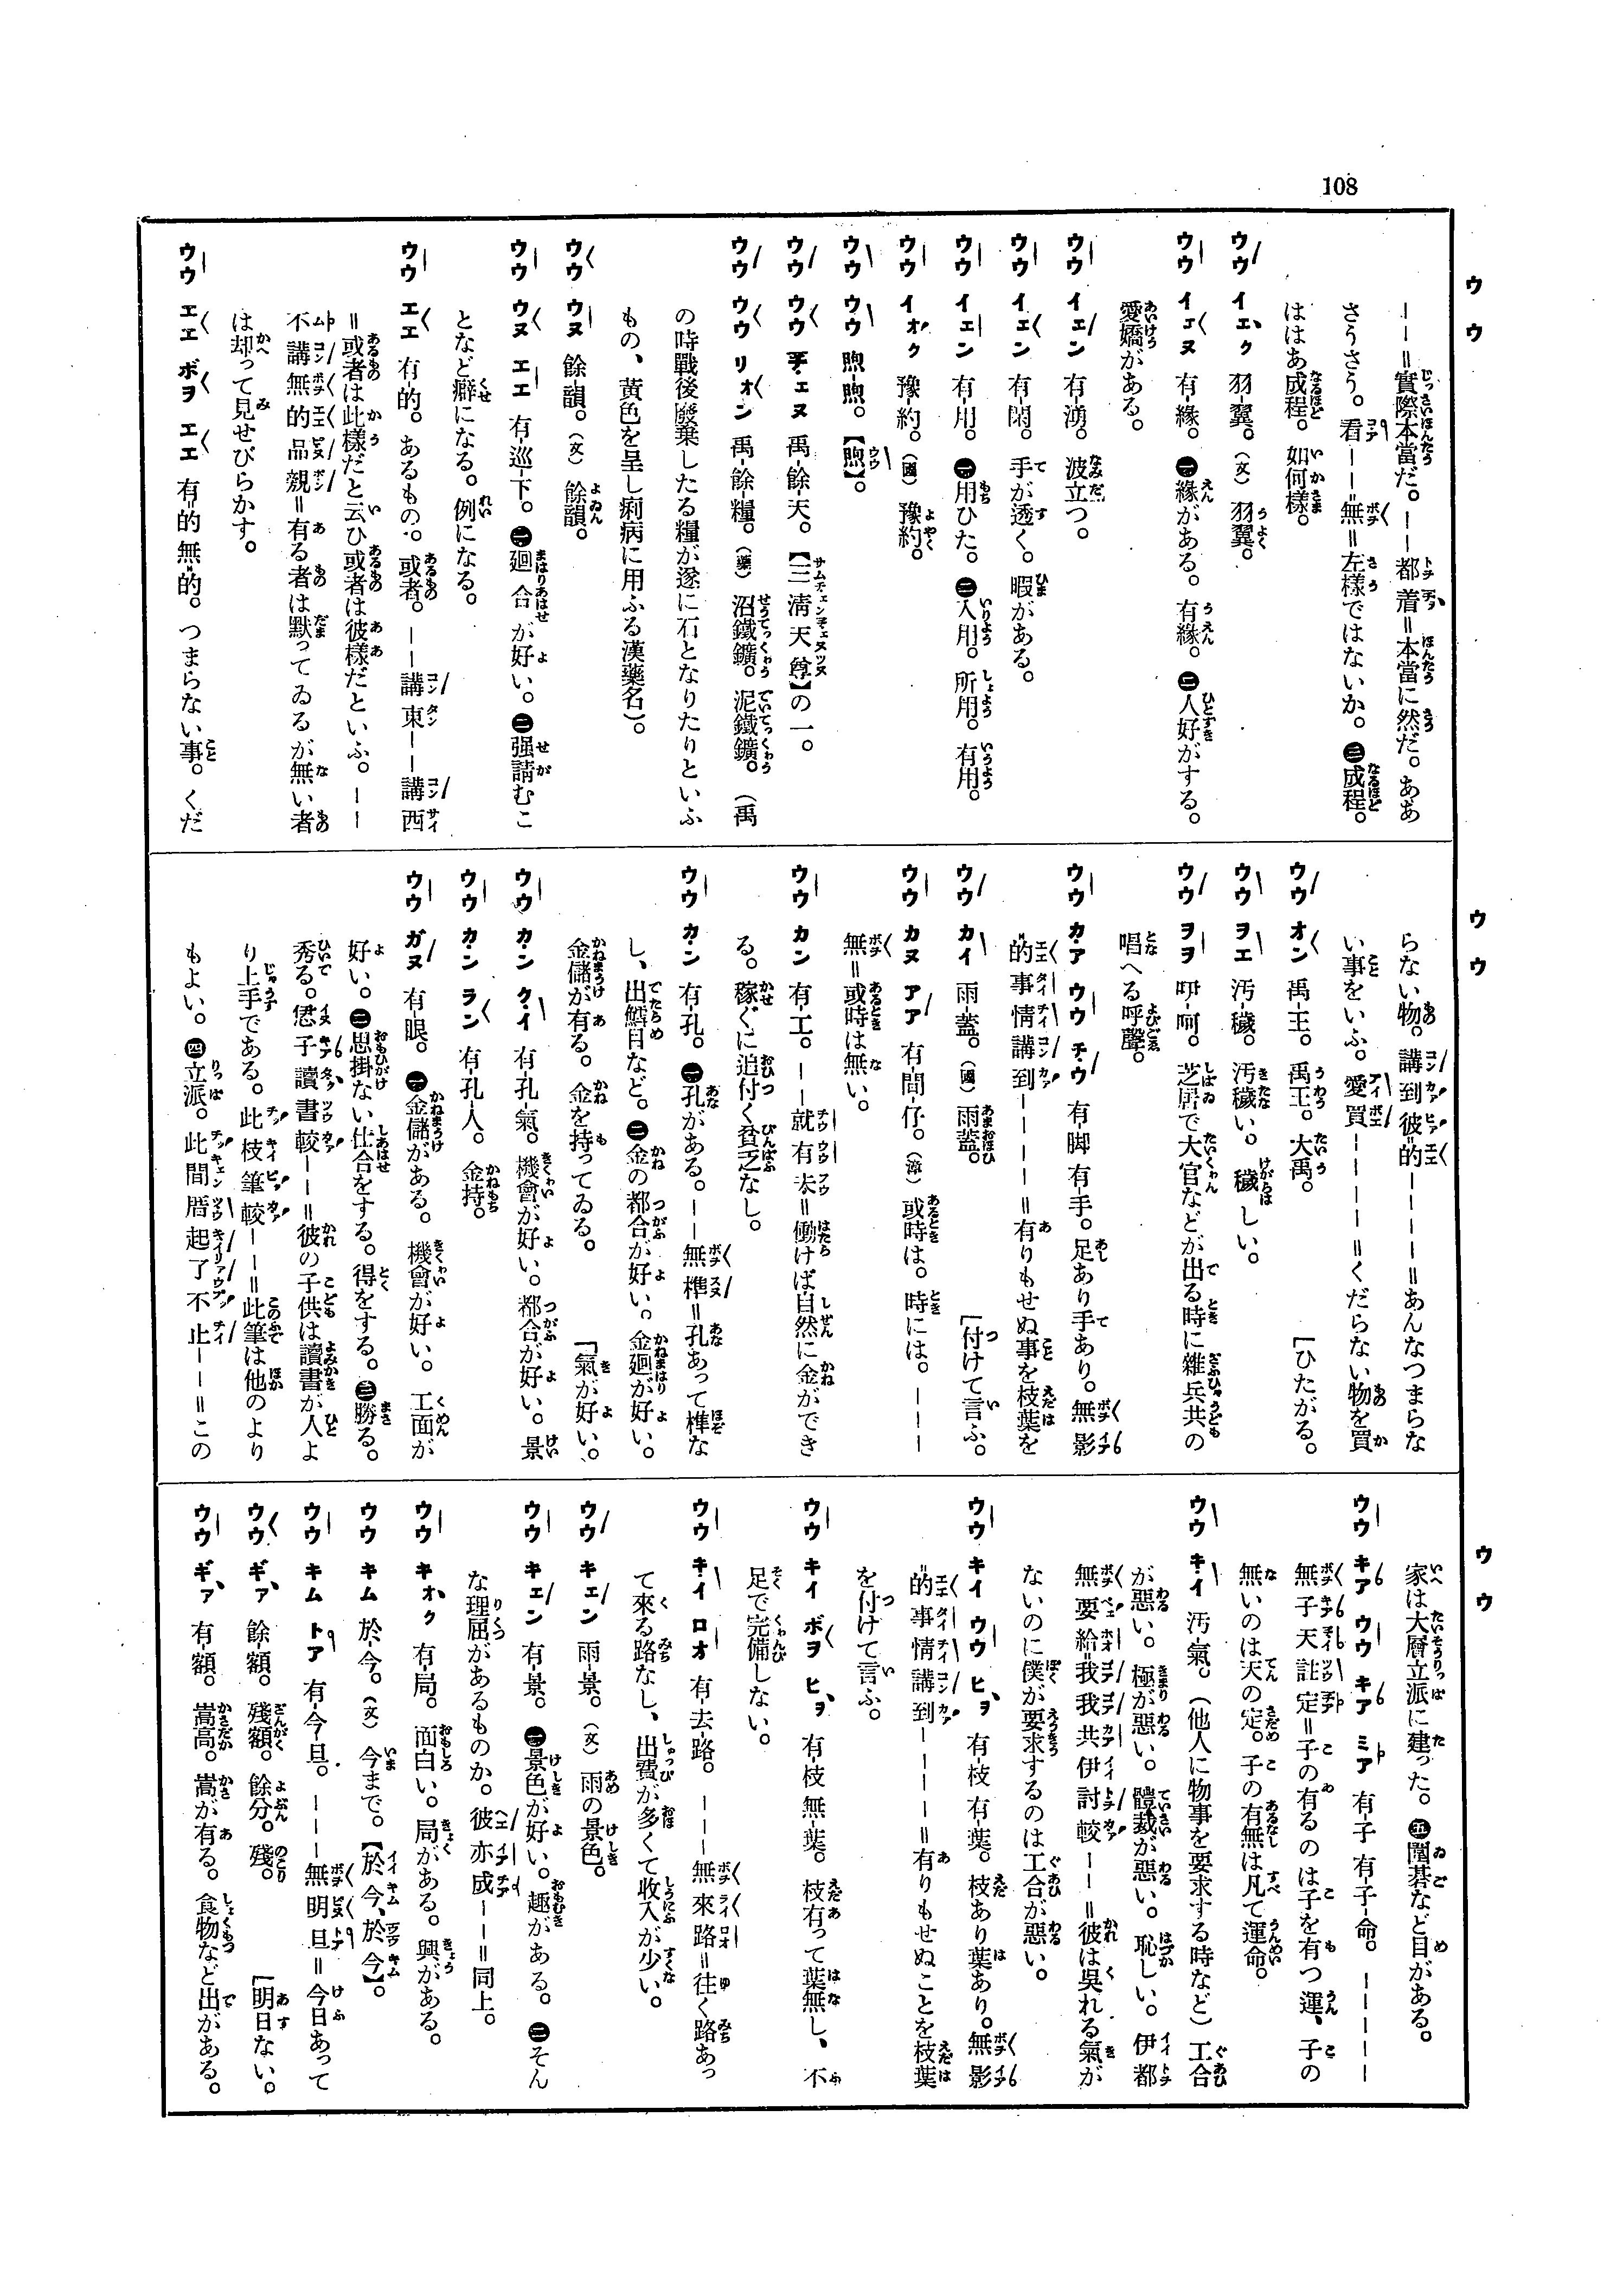 108
ウウ
ーー＝實際本當だ。ーー都着＝本當に然だ。ああ
さうさう。看ーー＝無＝左樣ではないか。㊂成程。
ははあ成程。如何樣。
ウウ イェク 羽-翼。(文) 羽翼。
ウウ イェヌ 有-緣。㊀緣がある。有緣。㊁人好がする。
愛嬌がある。
ウウ イェン 有-湧。波立つ。
ウウ イェン 有-閑。手が透く。暇がある。
ウウ イェン 有-用。㊀用ひた。㊁入用。所用。有用。
ウウ イオク 豫-約。(國) 豫約。
ウウ ウウ 煦-煦。【煦】。
ウウ ウウ チェヌ 禹-餘-天。【三淸天尊】の一。
ウウ ウウ リオン 禹-餘-糧。(藥) 沼鐵鑛。泥鐵鑛。(禹
の時戰後廢棄したる糧が遂に石となりたりといふ
もの、黃色を呈し痢病に用ふる漢藥名)。
ウウ ウヌ 餘韻。(文) 餘韻。
ウウ ウヌ エエ 有-巡-下。㊀廻合が好い。㊁强請むこ
となど癖になる。例になる。
ウウ エエ 有-的。あるもの。或者。ーー講東ーー講西
＝或者は此樣だと云ひ或者は彼樣だといふ。ーー
不講無的品親＝有る者は默ってゐるが無い者
は却って見せびらかす。
ウウ エエ ボヲ エエ 有-的無-的。つまらない事。くだ
ウウ
らない物。講到彼的ーーーー＝あんなつまらな
い事をいふ。愛買ーーーー＝くだらない物を買
ウウ オン 禹-王。禹王。大禹。 [ひたがる。
ウウ ヲエ 汚-穢。汚穢い。穢しい。
ウウ ヲヲ 吘-呵。芝居で大官などが出る時に雜兵共の
唱へる呼聲。
ウウ カア ウウ チウ 有-脚有-手。足あり手あり。無影
的事情講到ーーーー＝有りもせぬ事を枝葉を
ウウ カイ 雨-蓋。(國) 雨蓋。 [付けて言ふ。
ウウ カヌ アア 有-間-仔。(泉) 或時は。時には。ーーー
無＝或時は無い。
ウウ カン 有-工。ーー就有＝働けば自然に金ができ
る。稼ぐに追付く貧乏なし。
ウウ カン 有-孔。㊀孔がある。ーー無榫＝孔あって榫な
し、出鱈目など。㊁金の都合が好い。金廻が好い。
金儲が有る。金を持ってゐる。 [氣が好い。
ウウ カン クイ 有-孔-氣。機會が好い。都合が好い。景
ウウ カン ラン 有-孔-人。金持。
ウウ ガヌ 有-眼。㊀金儲がある。機會が好い。工面が
好い。㊁思掛ない仕合をする。得をする。㊂勝る。
秀る。恁子讀書較ーー＝彼の子供は讀書が人よ
り上手である。此枝筆較ーー＝此筆は他のより
もよい。㊃立派。此間厝起了不止ーー＝この
ウウ
家は大層立派に建った。㊄圍碁など目がある。
ウウ キア ウウ キア ミア 有-子有-子-命。ーーーー
無子天註定＝子の有るのは子を有つ運、子の
無いのは天の定。子の有無は凡て運命。
ウウ キイ 汚-氣。(他人に物事を要求する時など) 工合
が惡い。極が惡い。體裁が惡い。恥しい。伊都
無要給我我共伊討較ーー＝彼は吳れる氣が
ないのに僕が要求するのは工合が惡い。
ウウ キイ ウウ ヒヲ 有-枝有-葉。枝あり葉あり。無影
的事情講到ーーーー＝有りもせぬことを枝葉
を付けて言ふ。
ウウ キイ ボヲ ヒヲ 有-枝無-葉。枝有って葉無し、不
足で完備しない。
ウウ キイ ロオ 有-去-路。ーーー無來路＝往く路あっ
て來る路なし、出費が多くて收入が少い。
ウウ キェン 雨-景。(文) 雨の景色。
ウウ キェン 有-景。㊀景色が好い。趣がある。㊁そん
な理屈があるものか。彼亦成ーー＝同上。
ウウ キオク 有-局。面白い。局がある。興がある。
ウウ キム 於-今。(文) 今まで。【於今、於今】。
ウウ キム トア 有-今-旦。ーーー無明旦＝今日あって
ウウ ギア 餘-額。殘額。餘分。殘。 [明日ない。
ウウ ギア 有-額。嵩高。嵩が有る。食物など出がある。